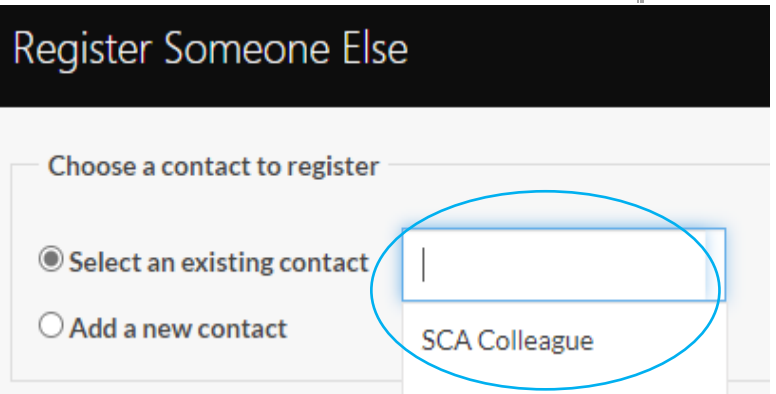 Register Someone Else
Choose a contact to register
Select an existing contact
Add a new contact
SCA Colleague